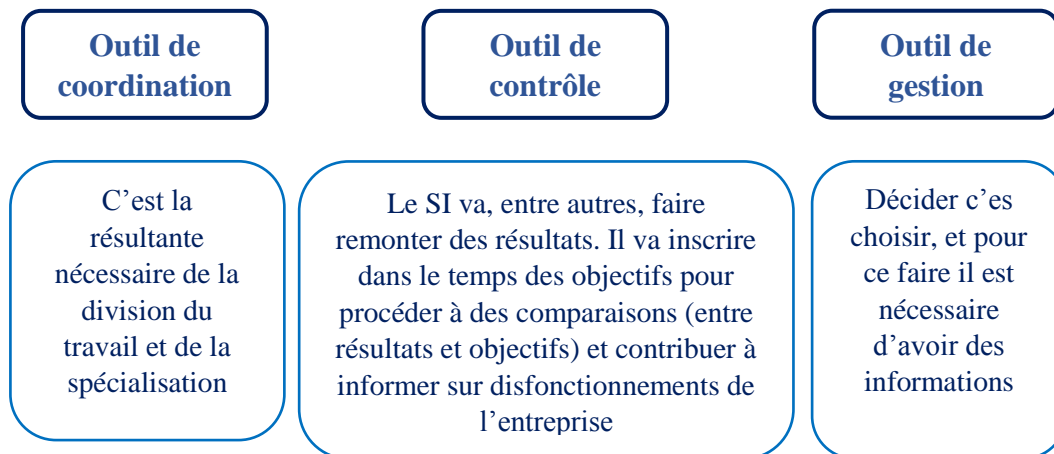 Outil de
coordination
Outil de
contrôle
Outil de
gestion
C’est la
résultante
nécessaire de la
division du
travail et de la
spécialisation
Le SI va, entre autres, faire
remonter des résultats. Il va inscrire
dans le temps des objectifs pour
procéder à des comparaisons (entre
résultats et objectifs) et contribuer à
informer sur disfonctionnements de
l’entreprise
Décider c’es
choisir, et pour
ce faire il est
nécessaire
d’avoir des
informations